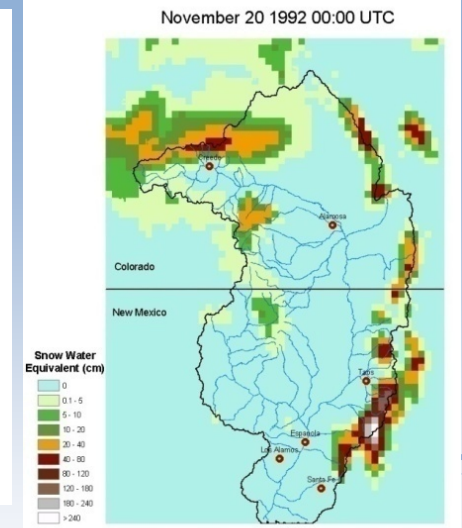 November 20 1992 00:00 UTC
Creede
Alamosa
Colorado
New Mexico
Snow Water
Equivalent (cm)
0
0.1 - 5
5 - 10
10 - 20
20 - 40
40 - 80
80 - 120
120 - 180
180 - 240
> 240
Taos
Espanola
Los Alamos
Santa Fe